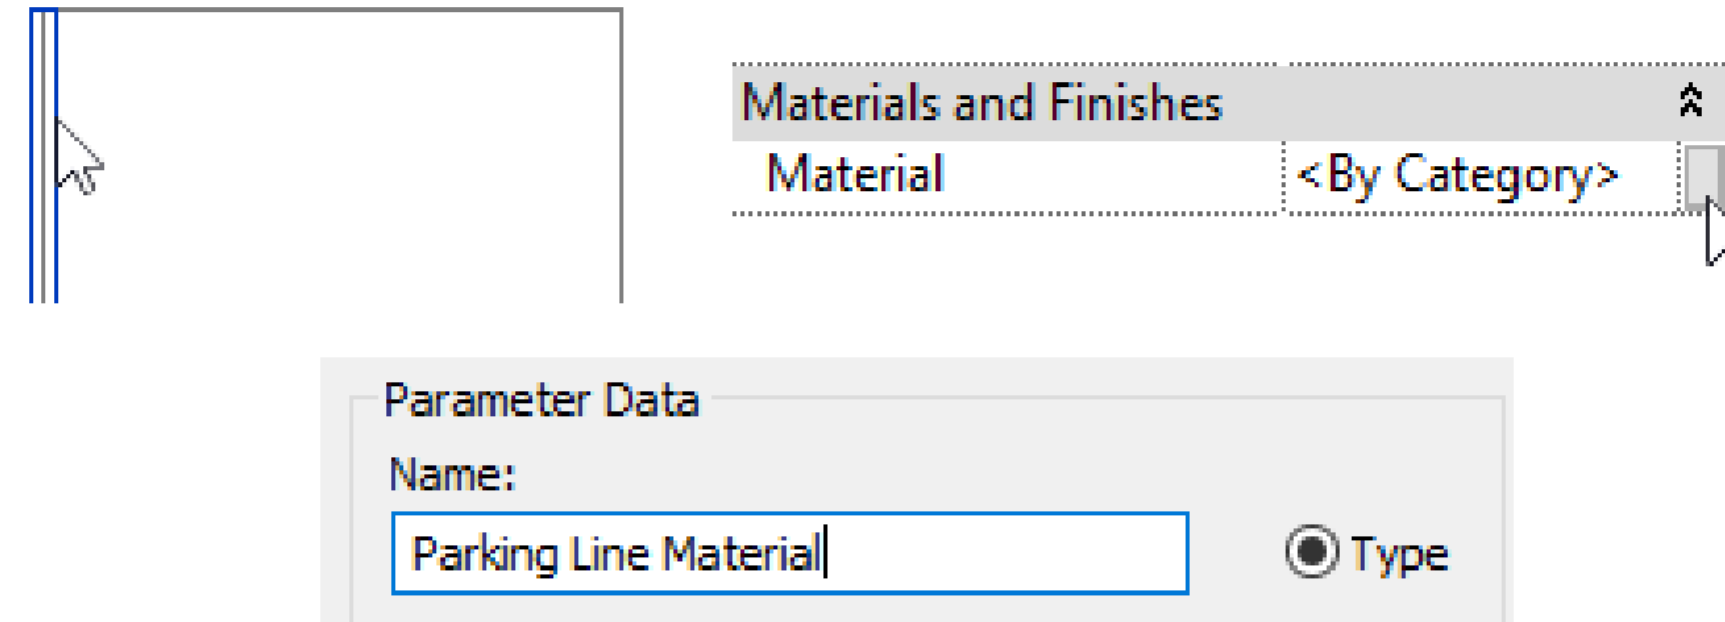 Materials and Finishes
Material <By Category>
Parameter Data
Name:
Parking Line Material Type